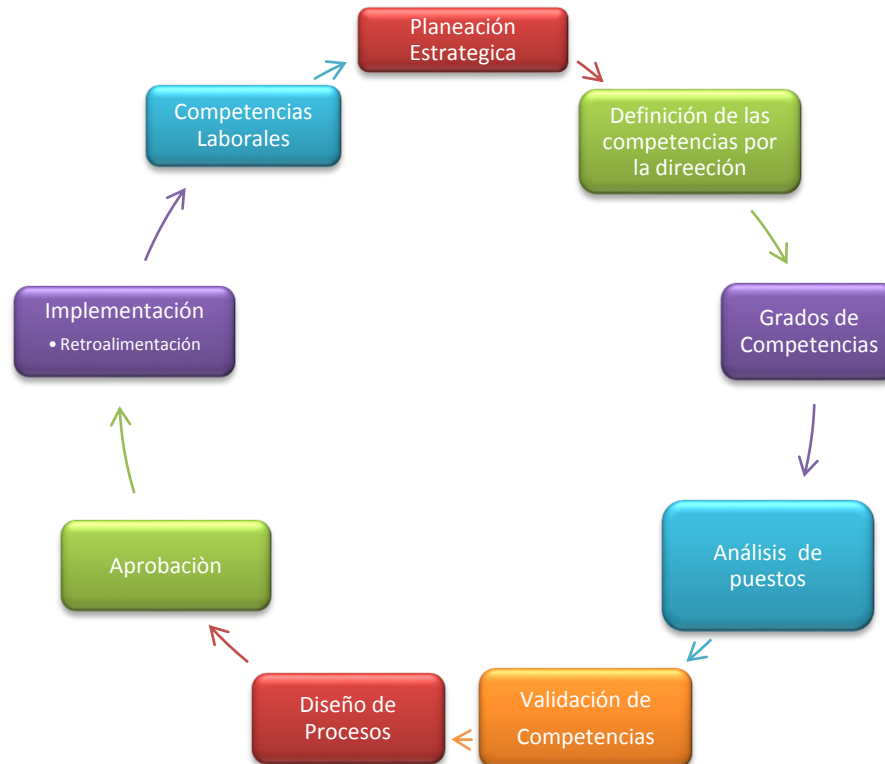 Planeación
Estrategica
Definición de las
competencias por
la direeción
Grados de
Competencias
Análisis de
puestos
Validación de
Competencias
Diseño de
Procesos
Aprobaciòn
Implementación
• Retroalimentación
Competencias
Laborales